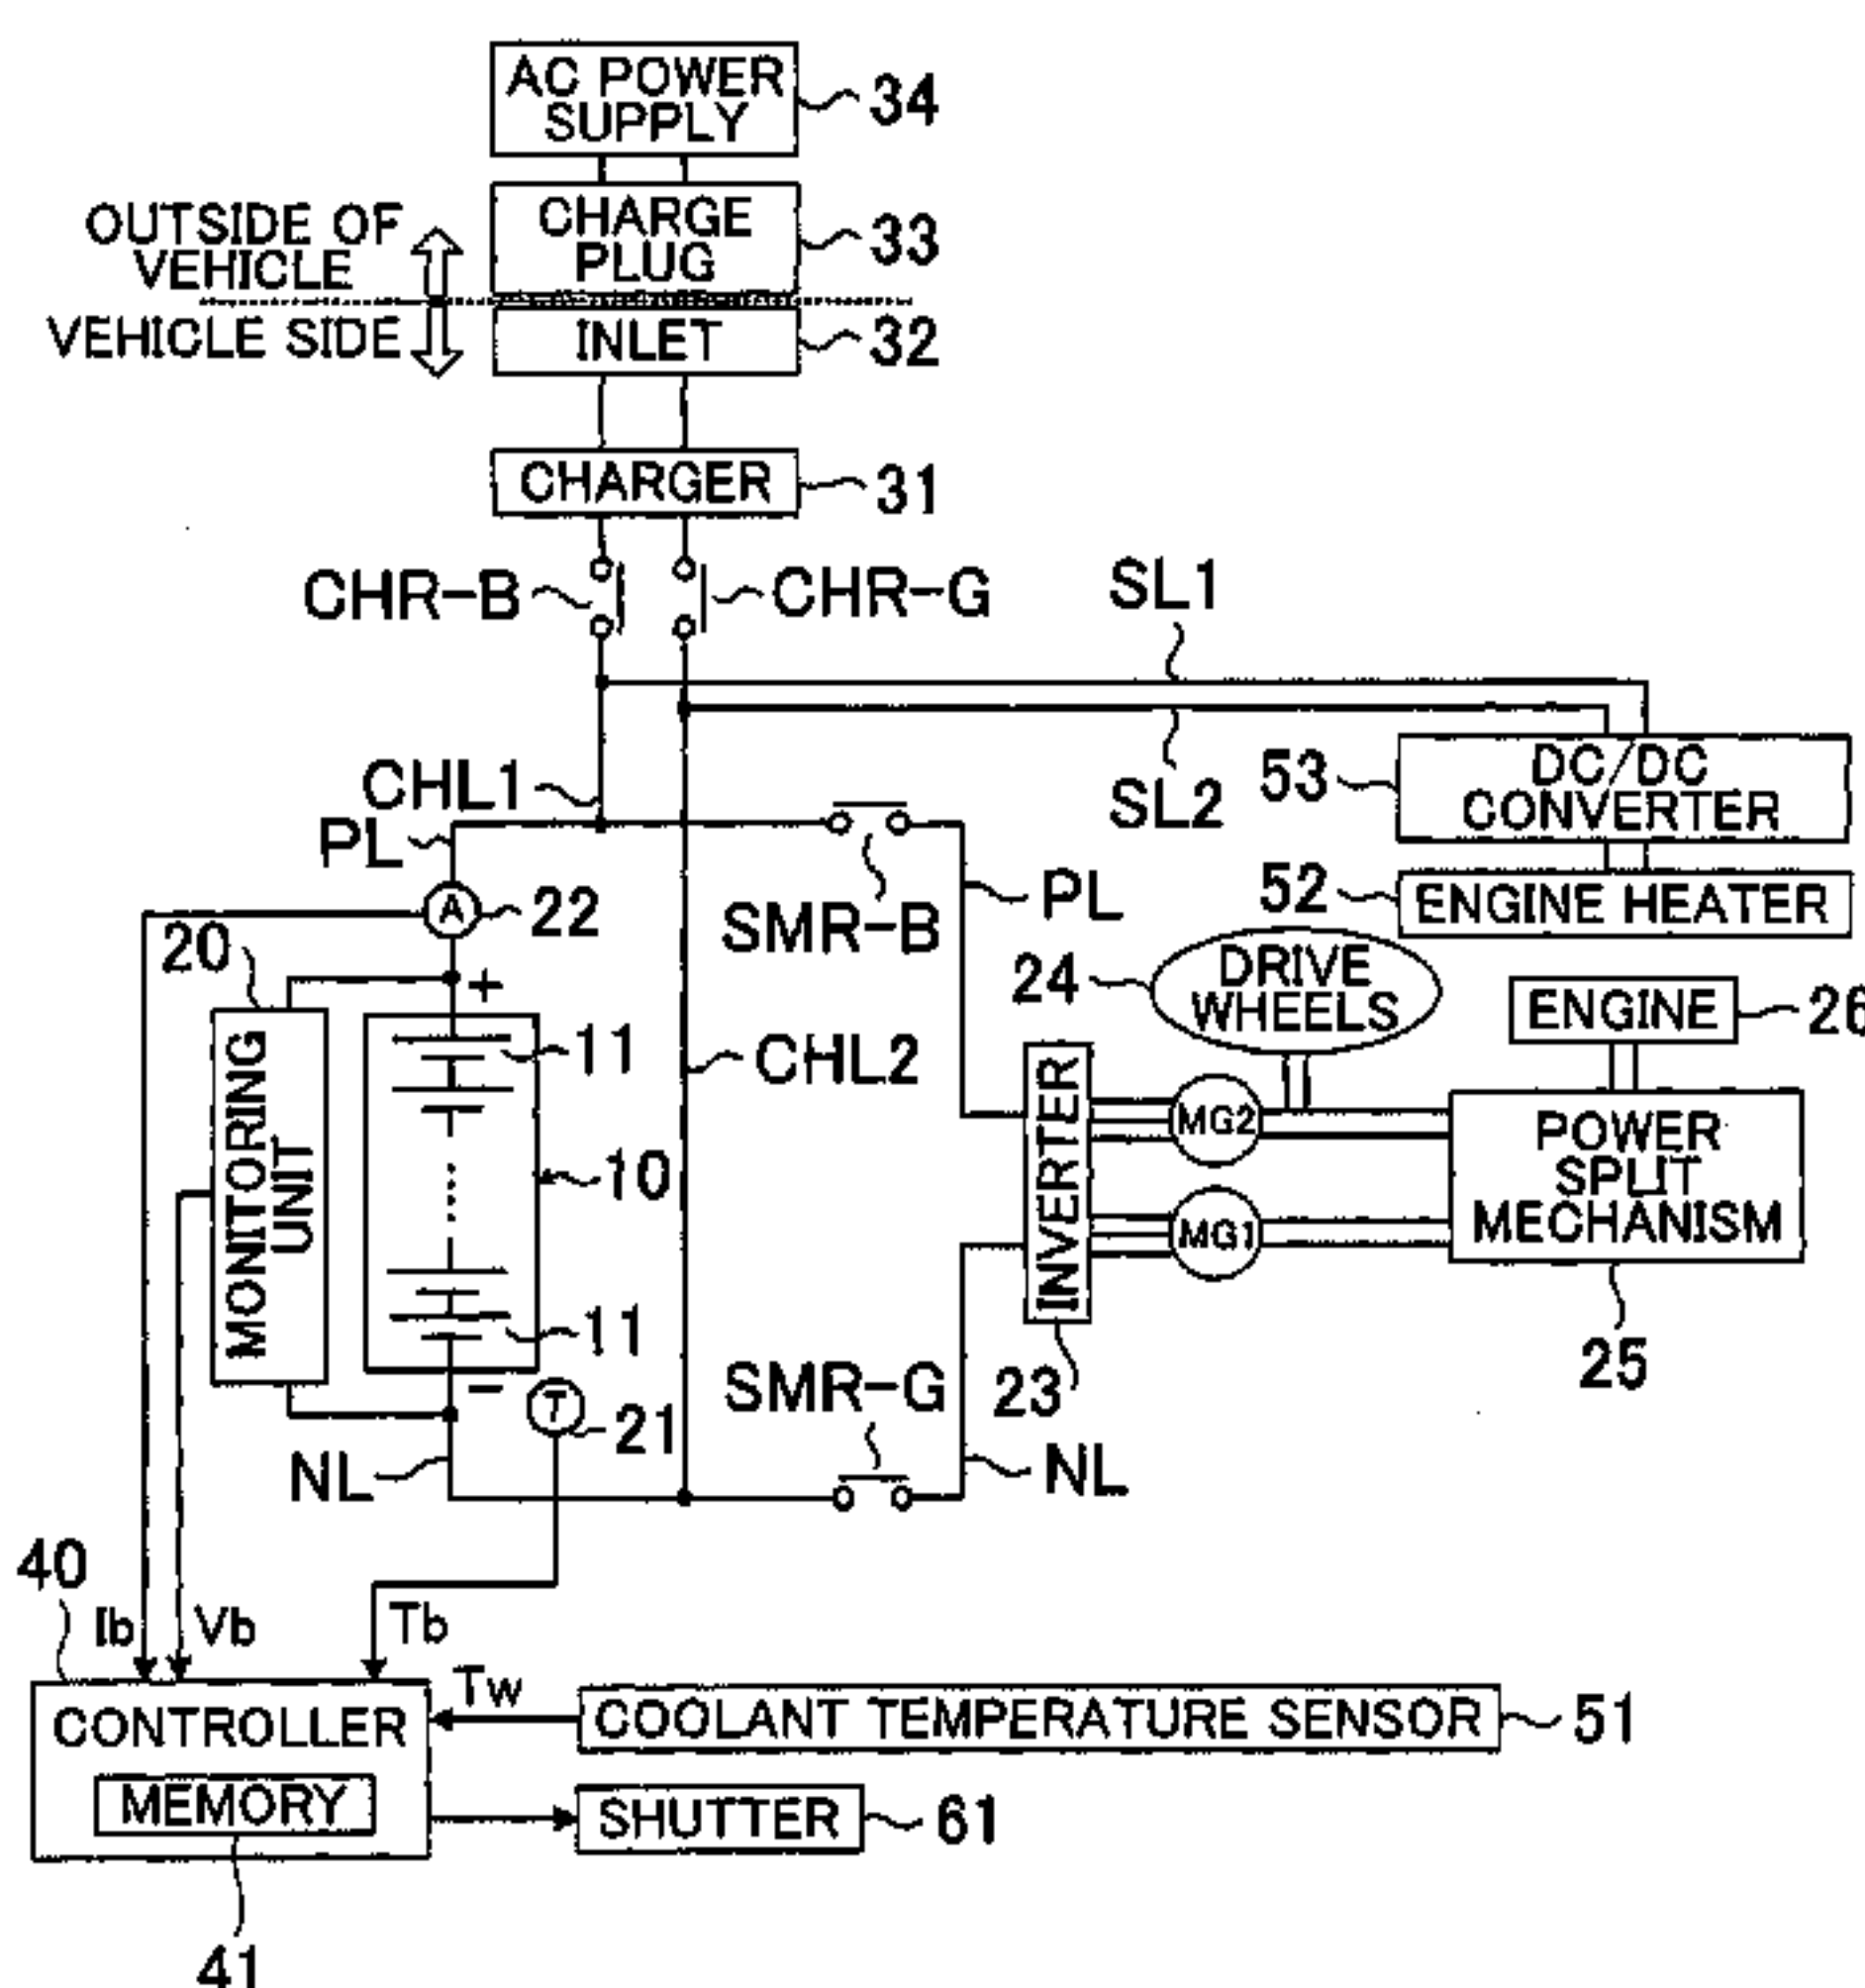 AC POWER
SUPPLY
34
CHARGE
PLUG
33
OUTSIDE OF
VEHICLE
VEHICLE SIDE
INLET
32
CHARGER
31
CHR-B
CHR-G
SL1
CHL1
SL2
53
DC/DC
CONVERTER
PL
22
A
SMR-B
PL
52
ENGINE HEATER
20
+
24
DRIVE
WHEELS
ENGINE
26
MONITORING
UNIT
11
CHL2
INVERTER
MG2
POWER
SPLIT
MECHANISM
10
MG1
11
25
-
T
21
SMR-G
23
NL
NL
40
Ib
Vb
Tb
Tw
CONTROLLER
COOLANT TEMPERATURE SENSOR
51
MEMORY
SHUTTER
61
41